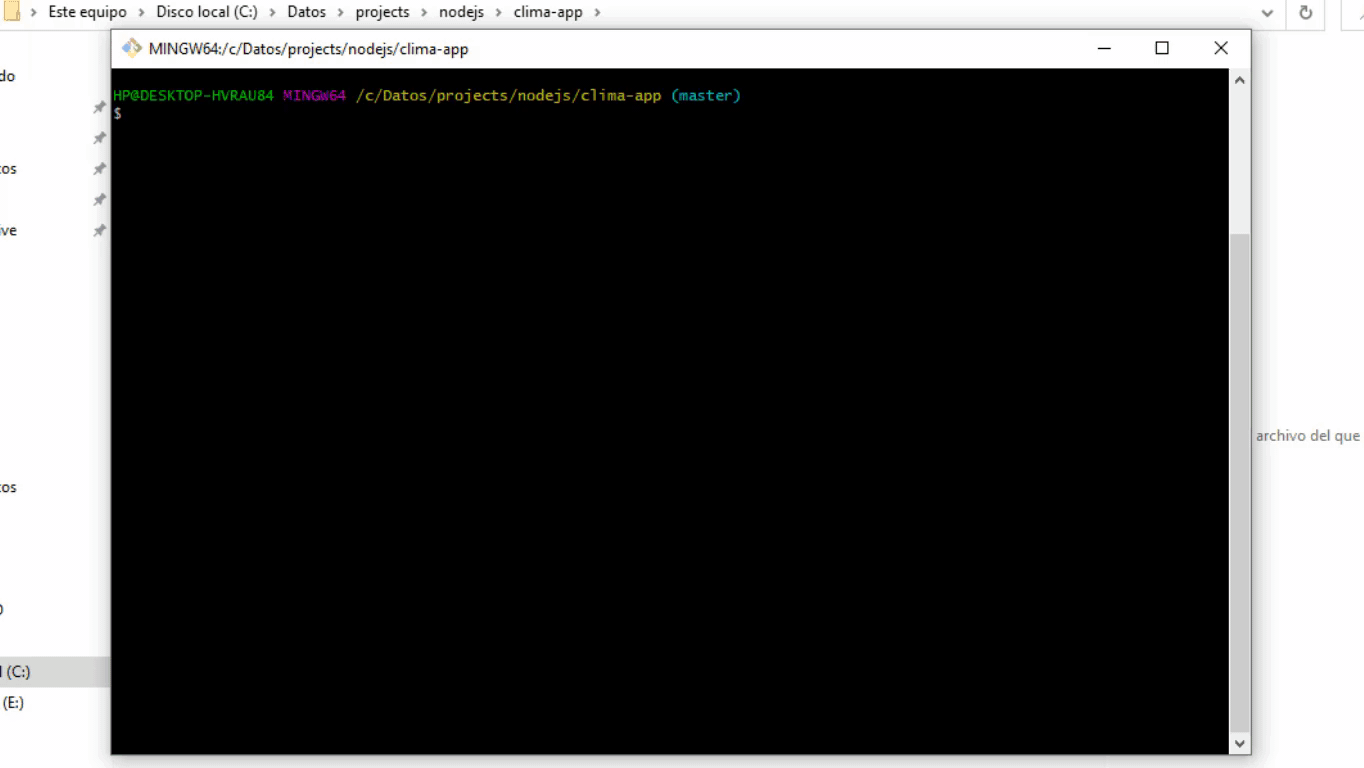 Este equipo > Disco local (C:) > Datos > projects > nodejs > clima-app >
MINGW64:/c/Datos/projects/nodejs/clima-app
do
HP@DESKTOP-HVRAU84 MINGW64 /c/Datos/projects/nodejs/clima-app (master)
$
tos
ive
archivo del que
tos
(C:)
(E:)